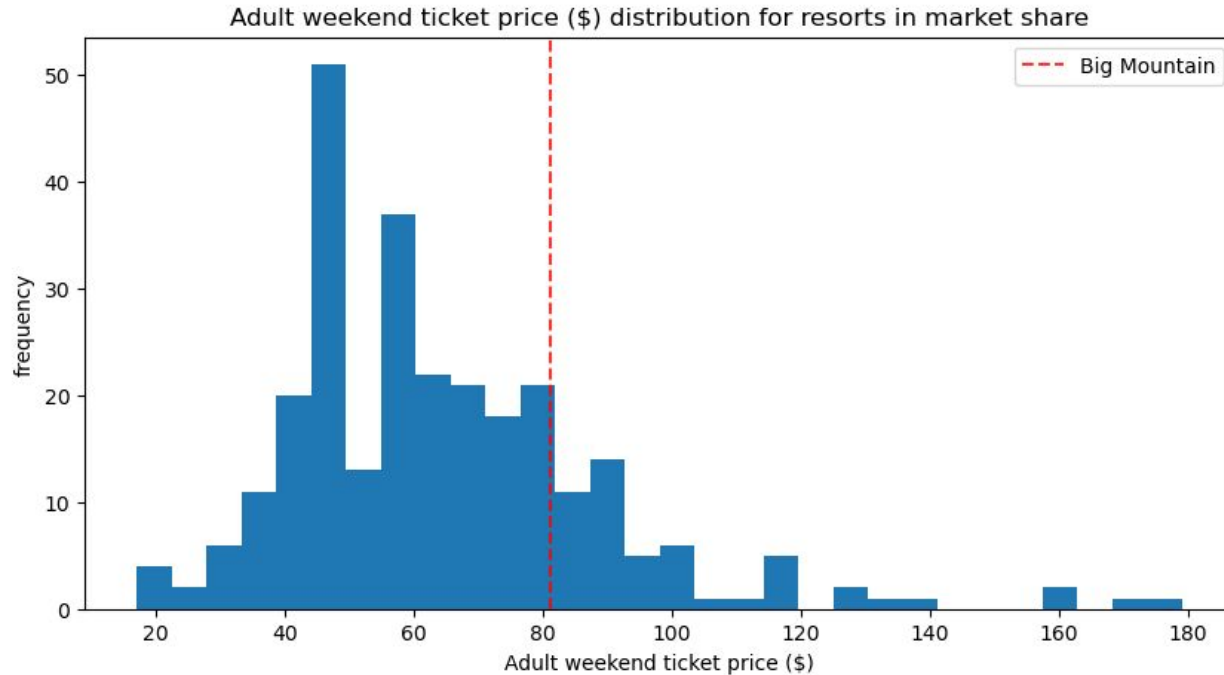 Adult weekend ticket price ($) distribution for resorts in market share
Big Mountain
frequency
50
40
30
20
10
0
20 40 60 80 100 120 140 160 180
Adult weekend ticket price ($)